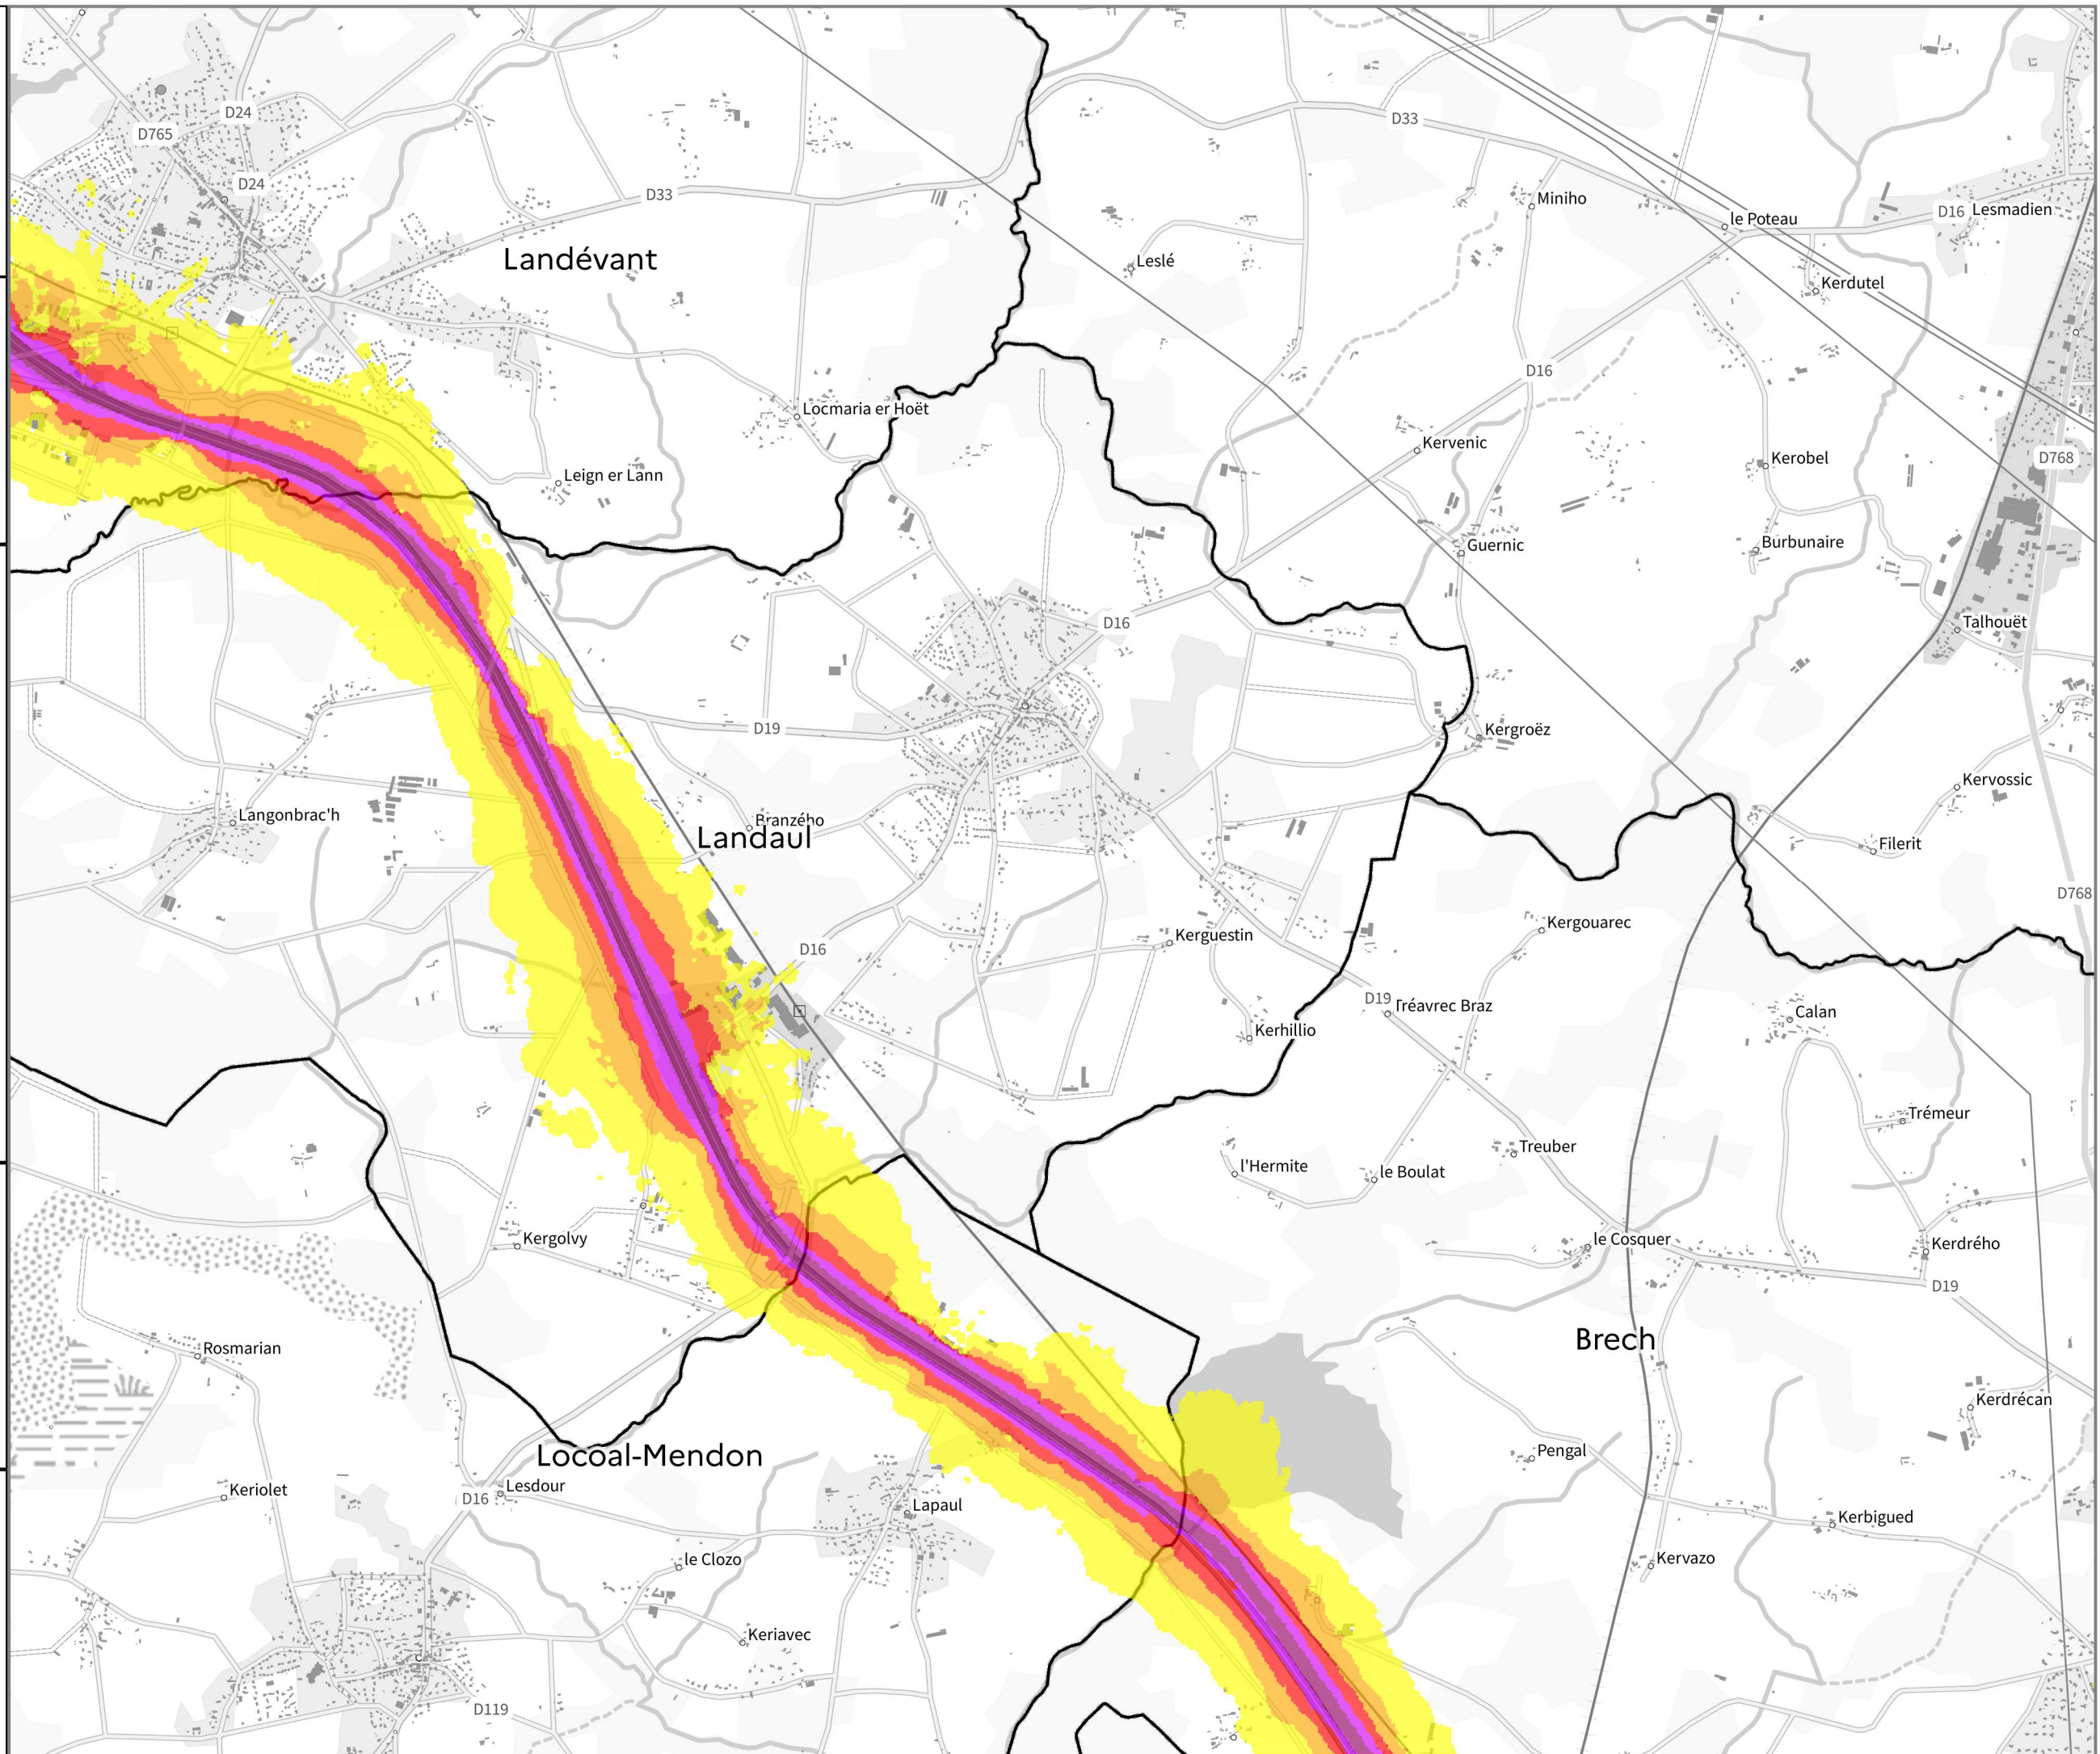 D24
D765
D33
D24
D33
Miniho
le Poteau
D16
Lesmadien
Landévant
Leslé
Kerdutel
D16
Locmaria er Hoët
Kervenic
Kerobel
D768
Leign er Lann
Guernic
Burbunaire
D16
Talhouët
D19
Kergroëz
Kervossic
Langonbrac'h
Branzého
Landaul
Filerit
D768
Kergouarec
Kerguestin
D16
D19
Tréavrec Braz
Calan
Kerhillio
Trémeur
Treuber
l'Hermite
le Boulat
Kergolvy
le Cosquer
Kerdrého
D19
Rosmarian
Brech
Kerdrécan
Locoal-Mendon
Pengal
Keriolet
Lesdour
D16
Lapaul
Kerbigued
le Clozo
Kervazo
Keriavec
D119